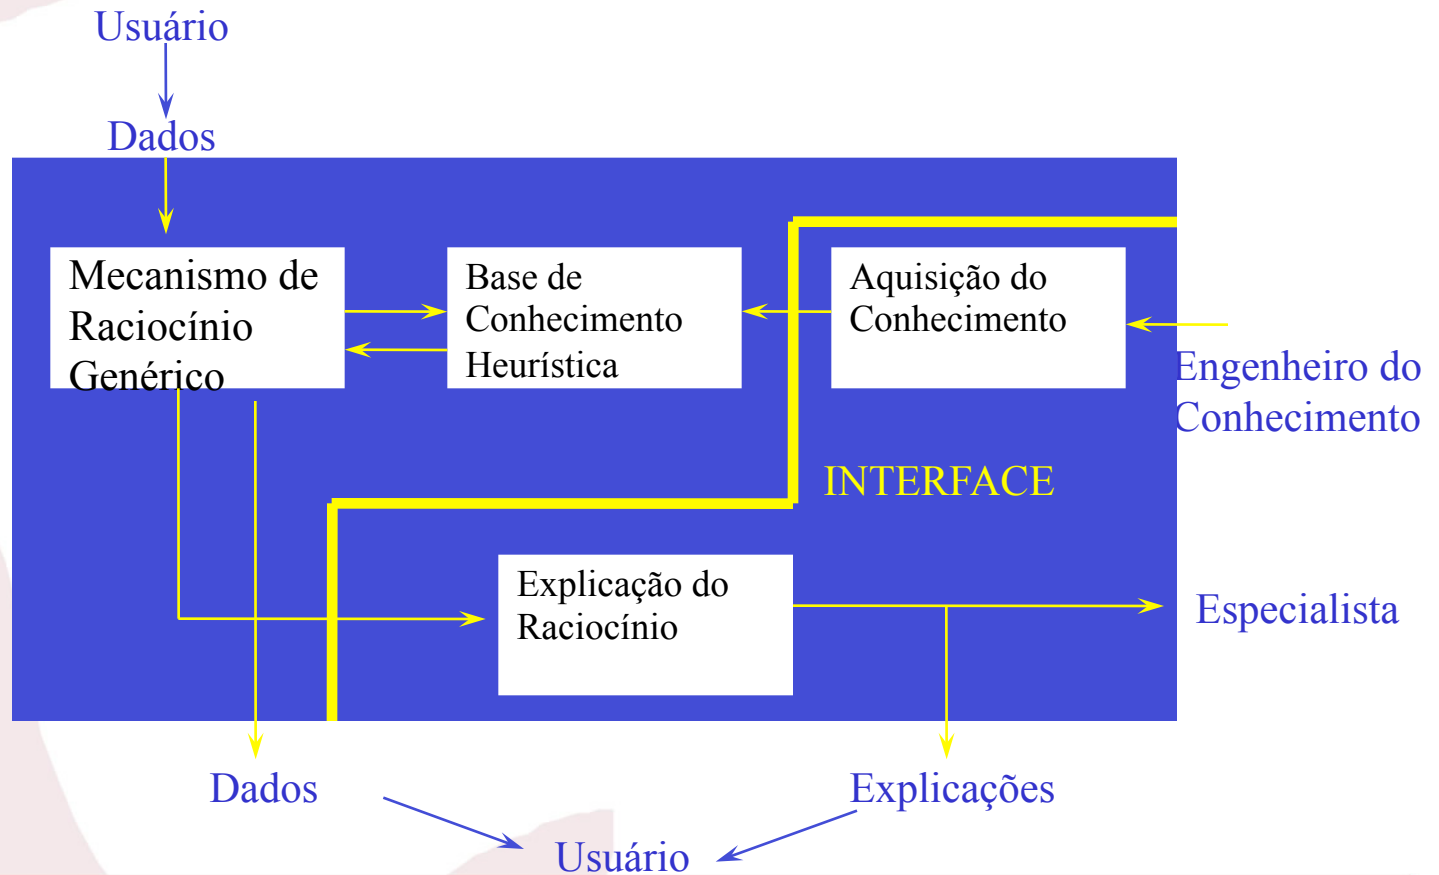 Usuário
Dados
Mecanismo de
Raciocínio
Genérico
Base de
Conhecimento
Heurística
Aquisição do
Conhecimento
Engenheiro do
Conhecimento
INTERFACE
Explicação do
Raciocínio
Especialista
Dados
Explicações
Usuário